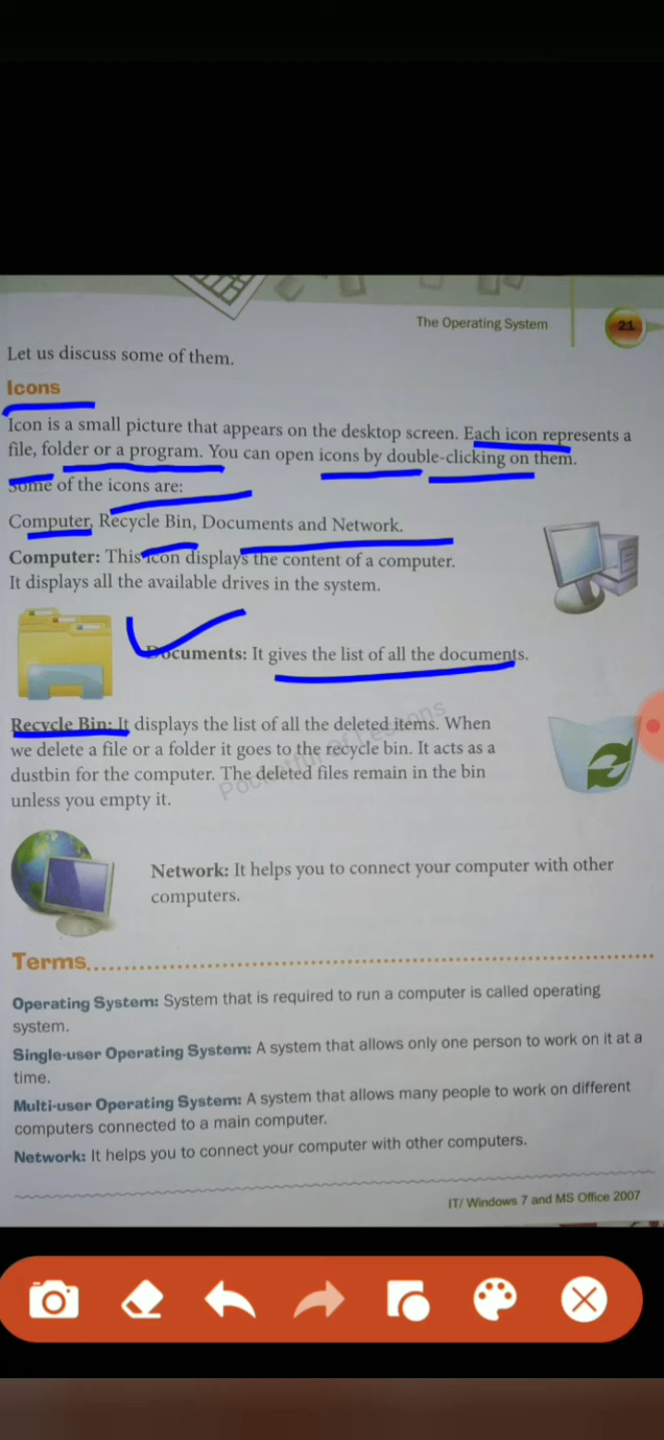 The Operating System
21
Let us discuss some of them.
Icons
Icon is a small picture that appears on the desktop screen. Each icon represents a
file, folder or a program. You can open icons by double-clicking on them.
Some of the icons are:
Computer, Recycle Bin, Documents and Network.
Computer: This icon displays the content of a computer.
It displays all the available drives in the system.
Documents: It gives the list of all the documents.
Recycle Bin: It displays the list of all the deleted items. When
we delete a file or a folder it goes to the recycle bin. It acts as a
dustbin for the computer. The deleted files remain in the bin
unless you empty it.
Pocketful of Lessons
Network: It helps you to connect your computer with other
computers.
Terms
Operating System: System that is required to run a computer is called operating
system.
Single-user Operating System: A system that allows only one person to work on it at a
time.
Multi-user Operating System: A system that allows many people to work on different
computers connected to a main computer.
Network: It helps you to connect your computer with other computers.
IT/ Windows 7 and MS Office 2007